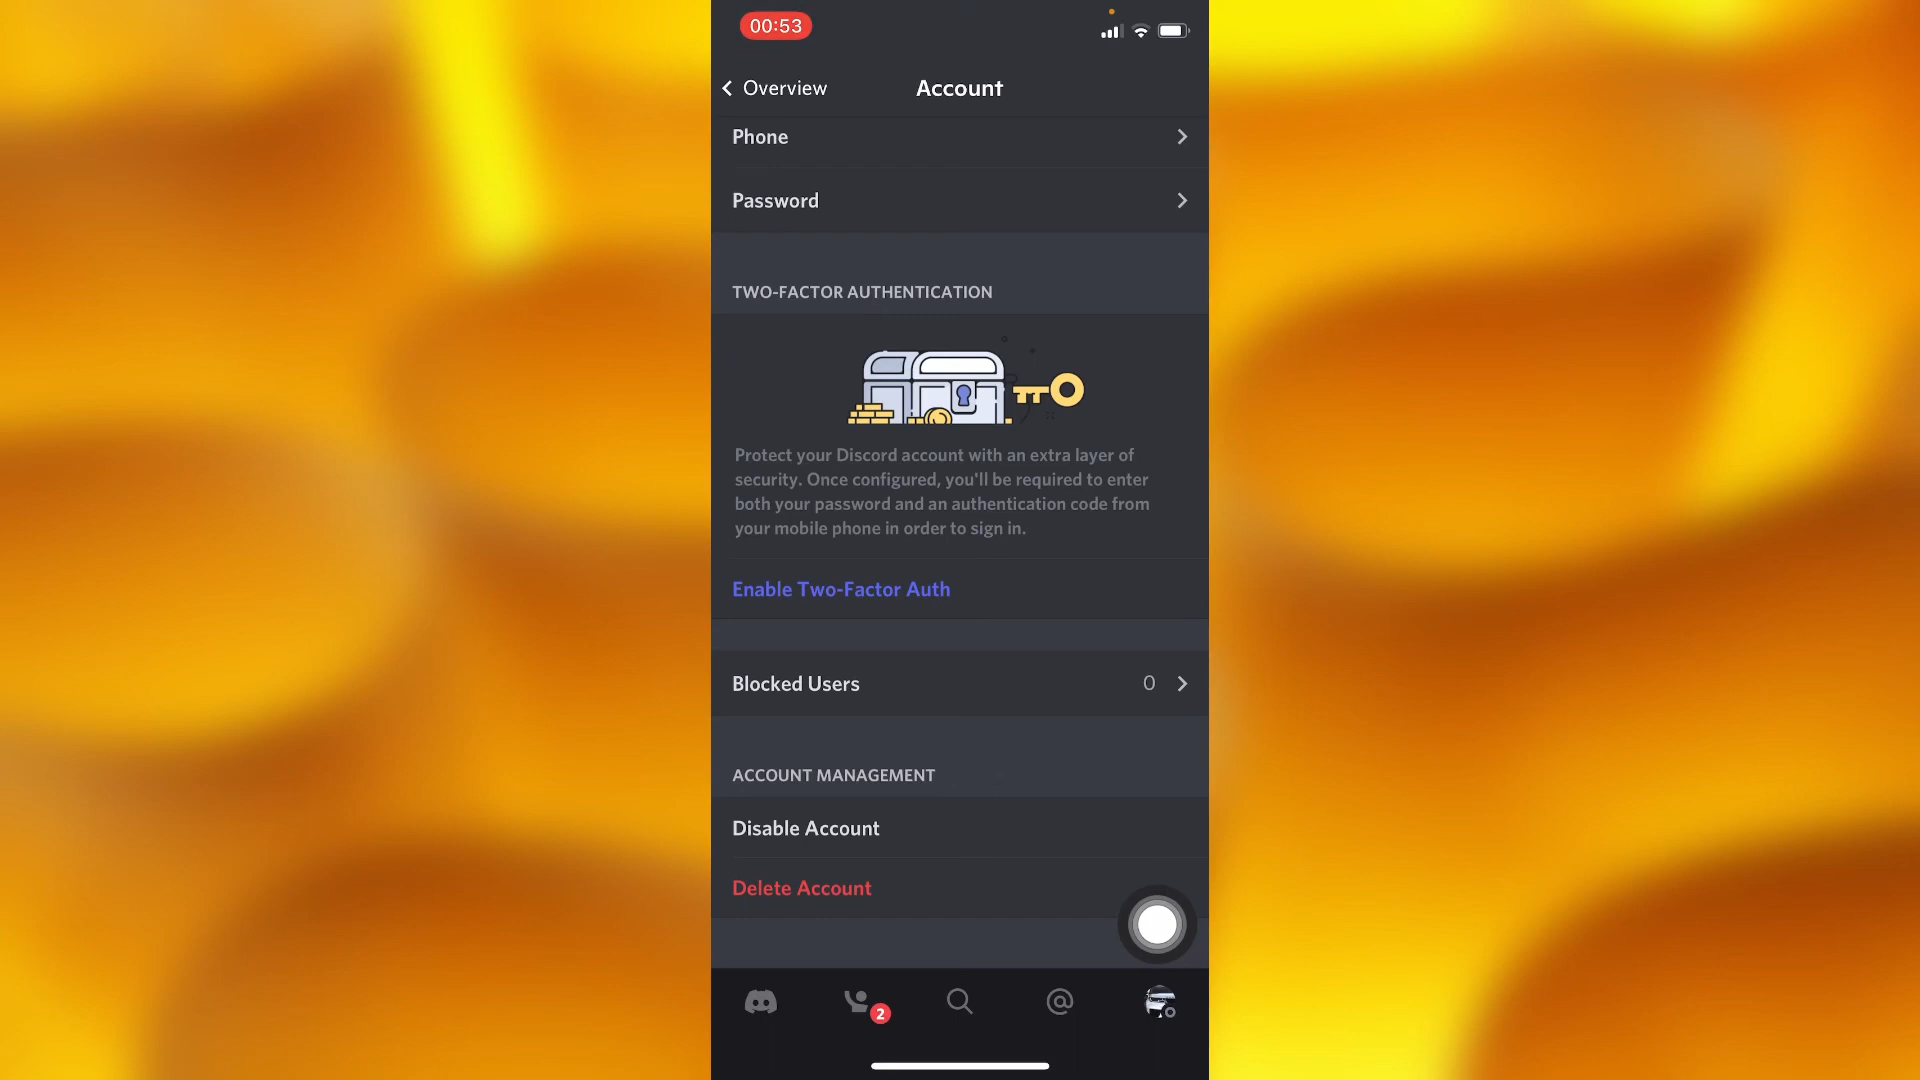 00:53
Overview
Account
Phone
Password
TWO-FACTOR AUTHENTICATION
Protect your Discord account with an extra layer of
security. Once configured, you'll be required to enter
both your password and an authentication code from
your mobile phone in order to sign in.
Enable Two-Factor Auth
Blocked Users 0
ACCOUNT MANAGEMENT
Disable Account
Delete Account
2